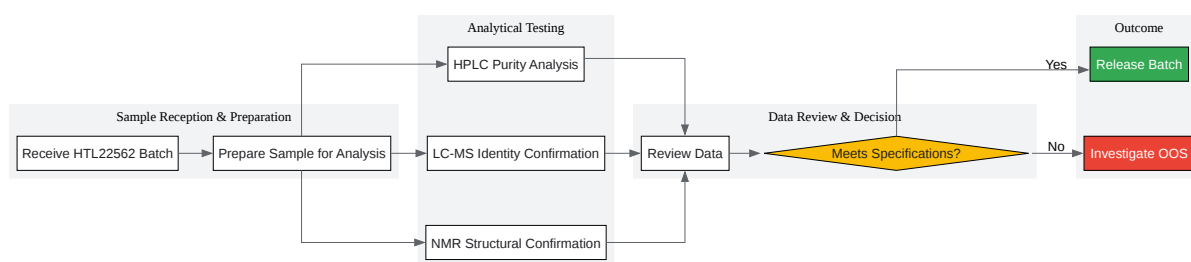 Sample Reception & Preparation
Receive HTL22562 Batch
Prepare Sample for Analysis
Analytical Testing
HPLC Purity Analysis
LC-MS Identity Confirmation
NMR Structural Confirmation
Data Review & Decision
Review Data
Meets Specifications?
Yes
No
Outcome
Release Batch
Investigate OOS